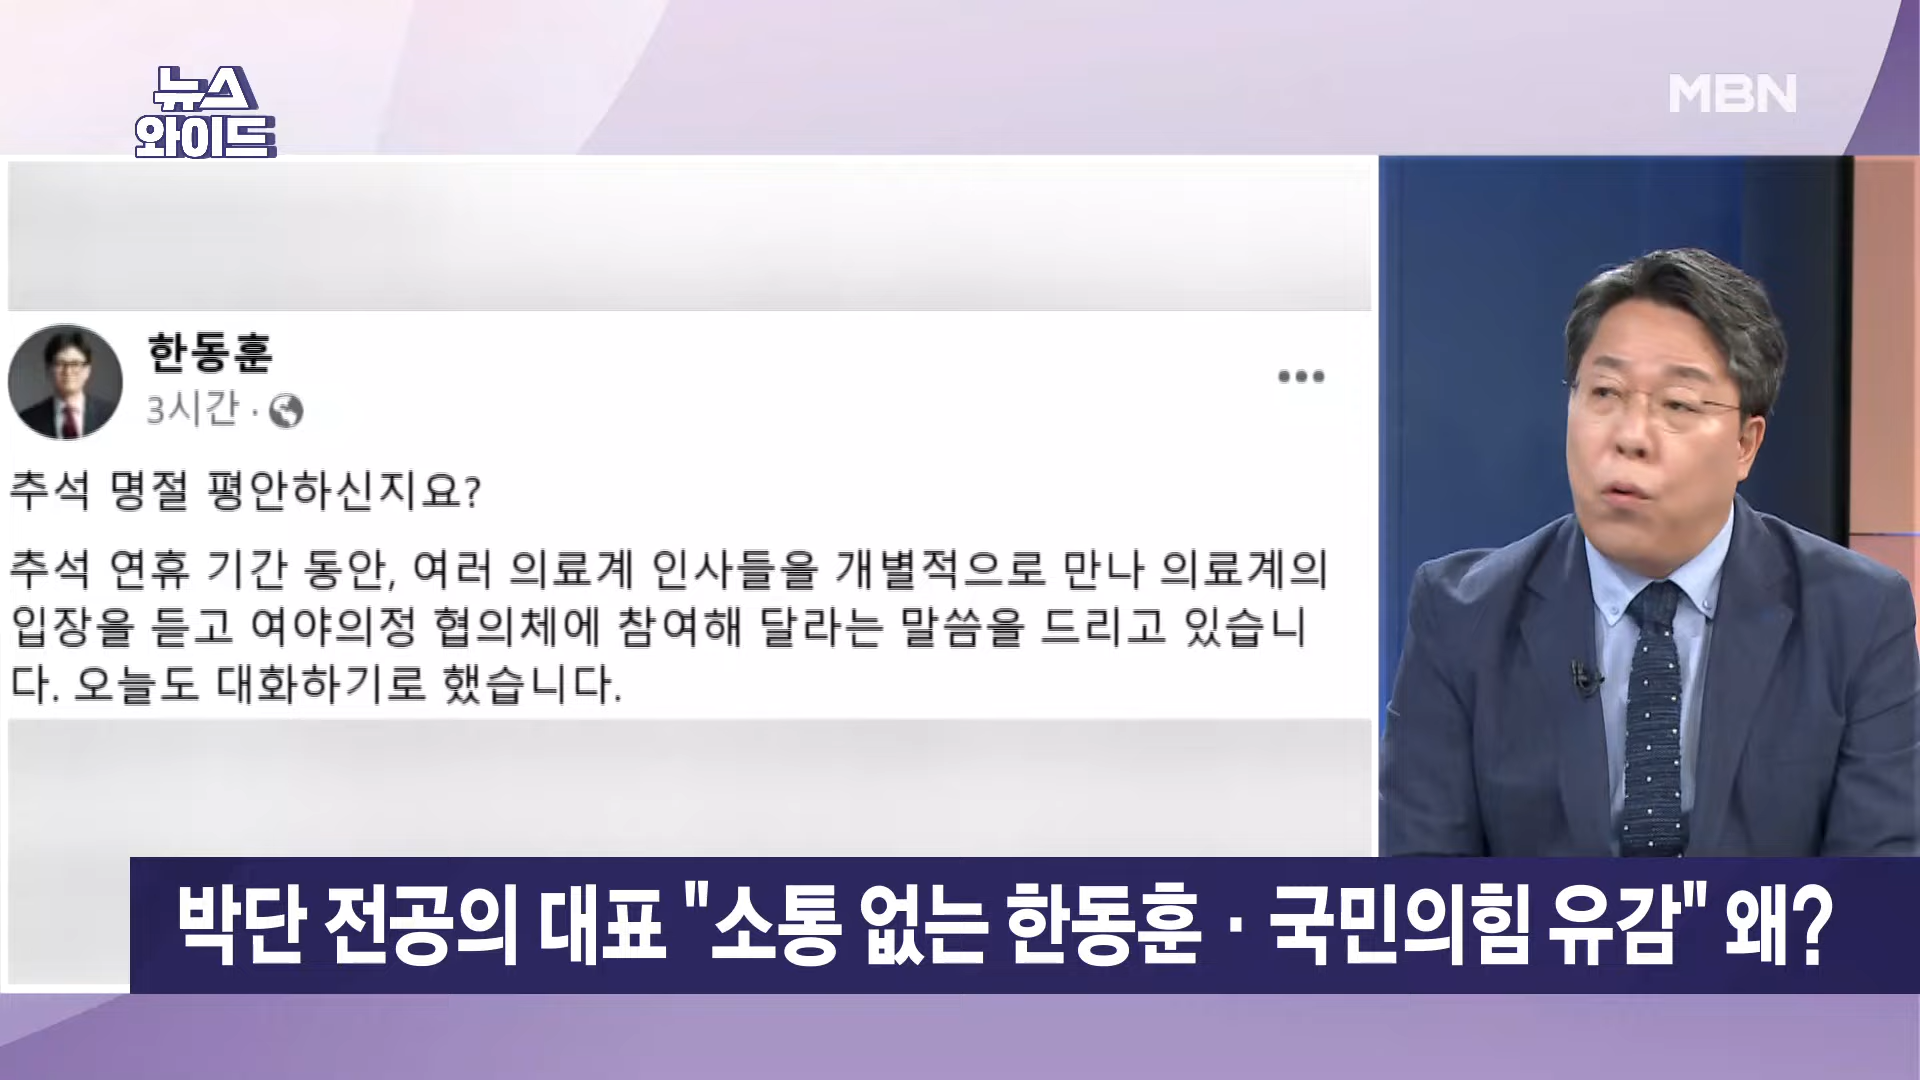 뉴스
와이드
MBN
한동훈
3시간 ·
추석 명절 평안하신지요?
추석 연휴 기간 동안, 여러 의료계 인사들을 개별적으로 만나 의료계의
입장을 듣고 여야의정 협의체에 참여해 달라는 말씀을 드리고 있습니
다. 오늘도 대화하기로 했습니다.
박단 전공의 대표 "소통 없는 한동훈 · 국민의힘 유감" 왜?